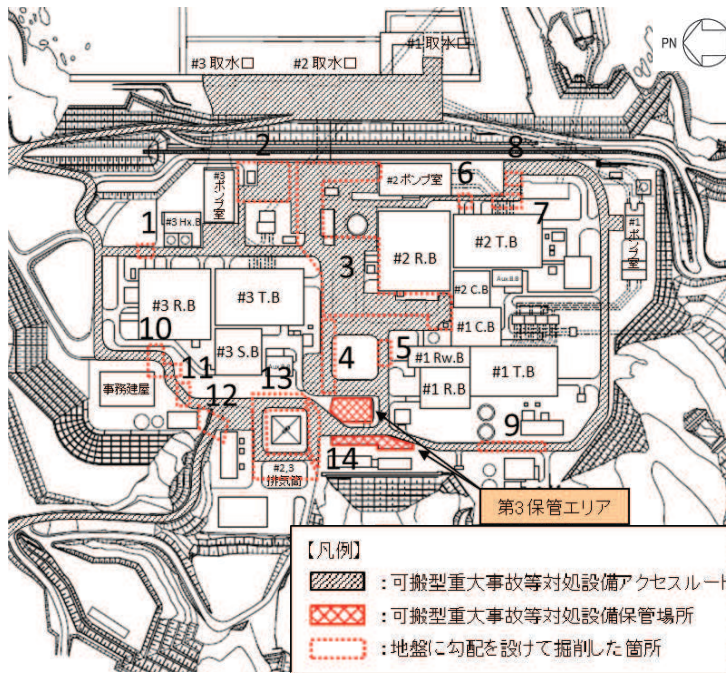 #1 取水口
PN
#3 取水口
#2 取水口
2
8
#3 ポンプ室
#2 ポンプ室
6
7
1
#3 Hx.B
#2 T.B
#1 ポンプ室
3
#2 R.B
#3 R.B
#3 T.B
#2 C.B
#1 C.B
10
#3 S.B
4
5
#1 Rw.B
11
13
#1 R.B
#1 T.B
事務建屋
12
9
14
#2,3
排気筒
第3保管エリア
【凡例】
:可搬型重大事故等対処設備アクセスルート
:可搬型重大事故等対処設備保管場所
:地盤に勾配を設けて掘削した箇所